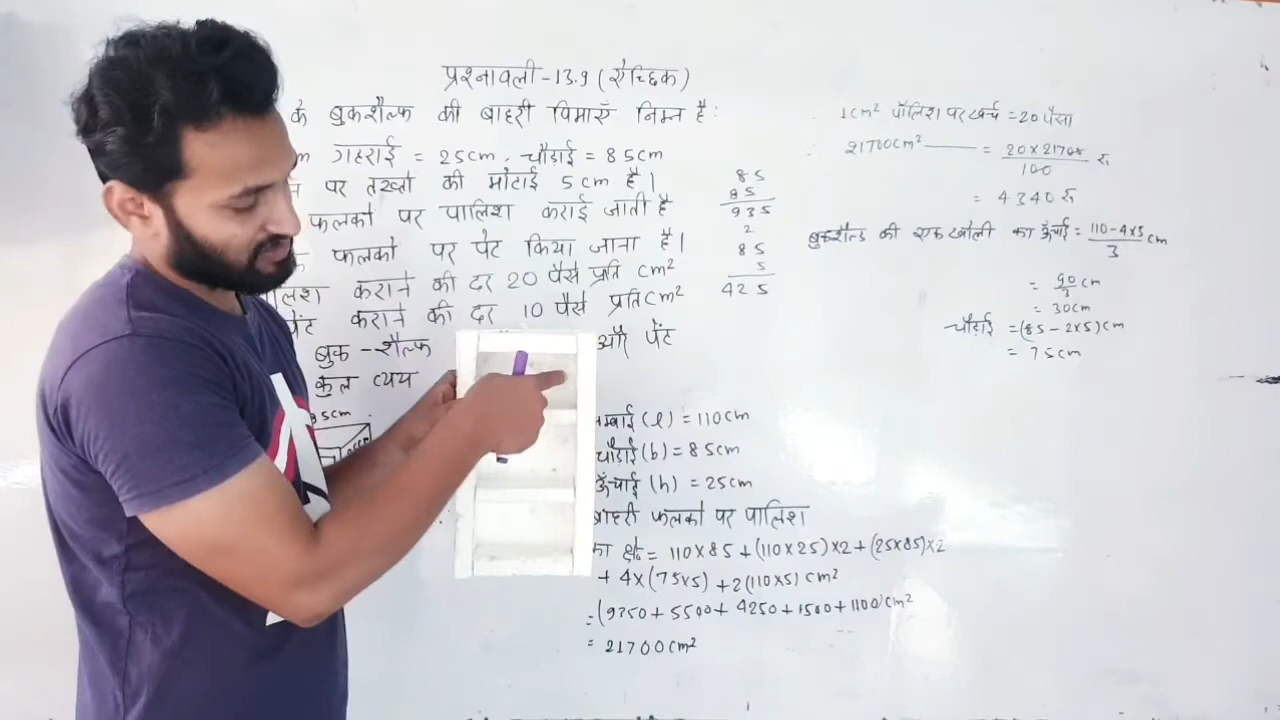 प्रश्नावली-13.9 (ऐच्छिक)
के बुकशैल्फ की बाहरी विमाएँ निम्न है:
m गहराई = 25cm, चौड़ाई = 85cm
पर तख्तों की मोटाई 5cm है।
फलकों पर पालिश कराई जाती है
फलकों पर पेंट किया जाना है।
लिश कराने की दर 20 पैसे प्रति cm²
पेंट कराने की दर 10 पैसे प्रति cm²
बुक-शैल्फ और पेंट
कुल व्यय
85
85
935
2
85
5
425
लम्बाई (l) = 110cm
चौड़ाई (b) = 85cm
ऊँचाई (h) = 25cm
बाहरी फलकों पर पालिश
का क्षे० = 110×85+(110×25)×2+(25×85)×2
+ 4×(75×5) +2(110×5) cm²
=(9350+5500+4250+1500+1100)cm²
= 21700cm²
1cm² पॉलिश पर खर्च = 20 पैसा
21700cm² = 20×21700/100 रु
= 4340 रु
बुकशैल्फ की एक खोली का ऊँचाई = 110-4×5/3 cm
= 90/3 cm
= 30cm
चौड़ाई =(85-2×5)cm
= 75cm